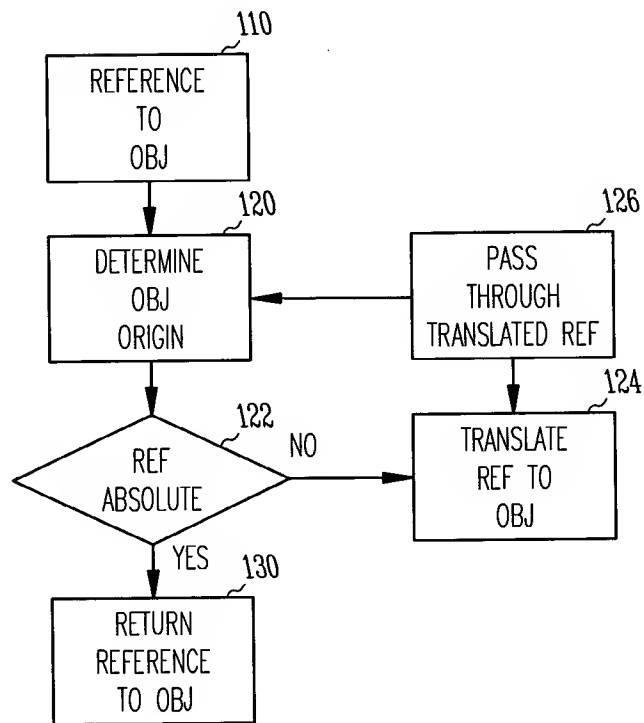 110
REFERENCE
TO
OBJ
120
DETERMINE
OBJ
ORIGIN
126
PASS
THROUGH
TRANSLATED REF
122
REF
ABSOLUTE
NO
YES
124
TRANSLATE
REF TO
OBJ
130
RETURN
REFERENCE
TO OBJ